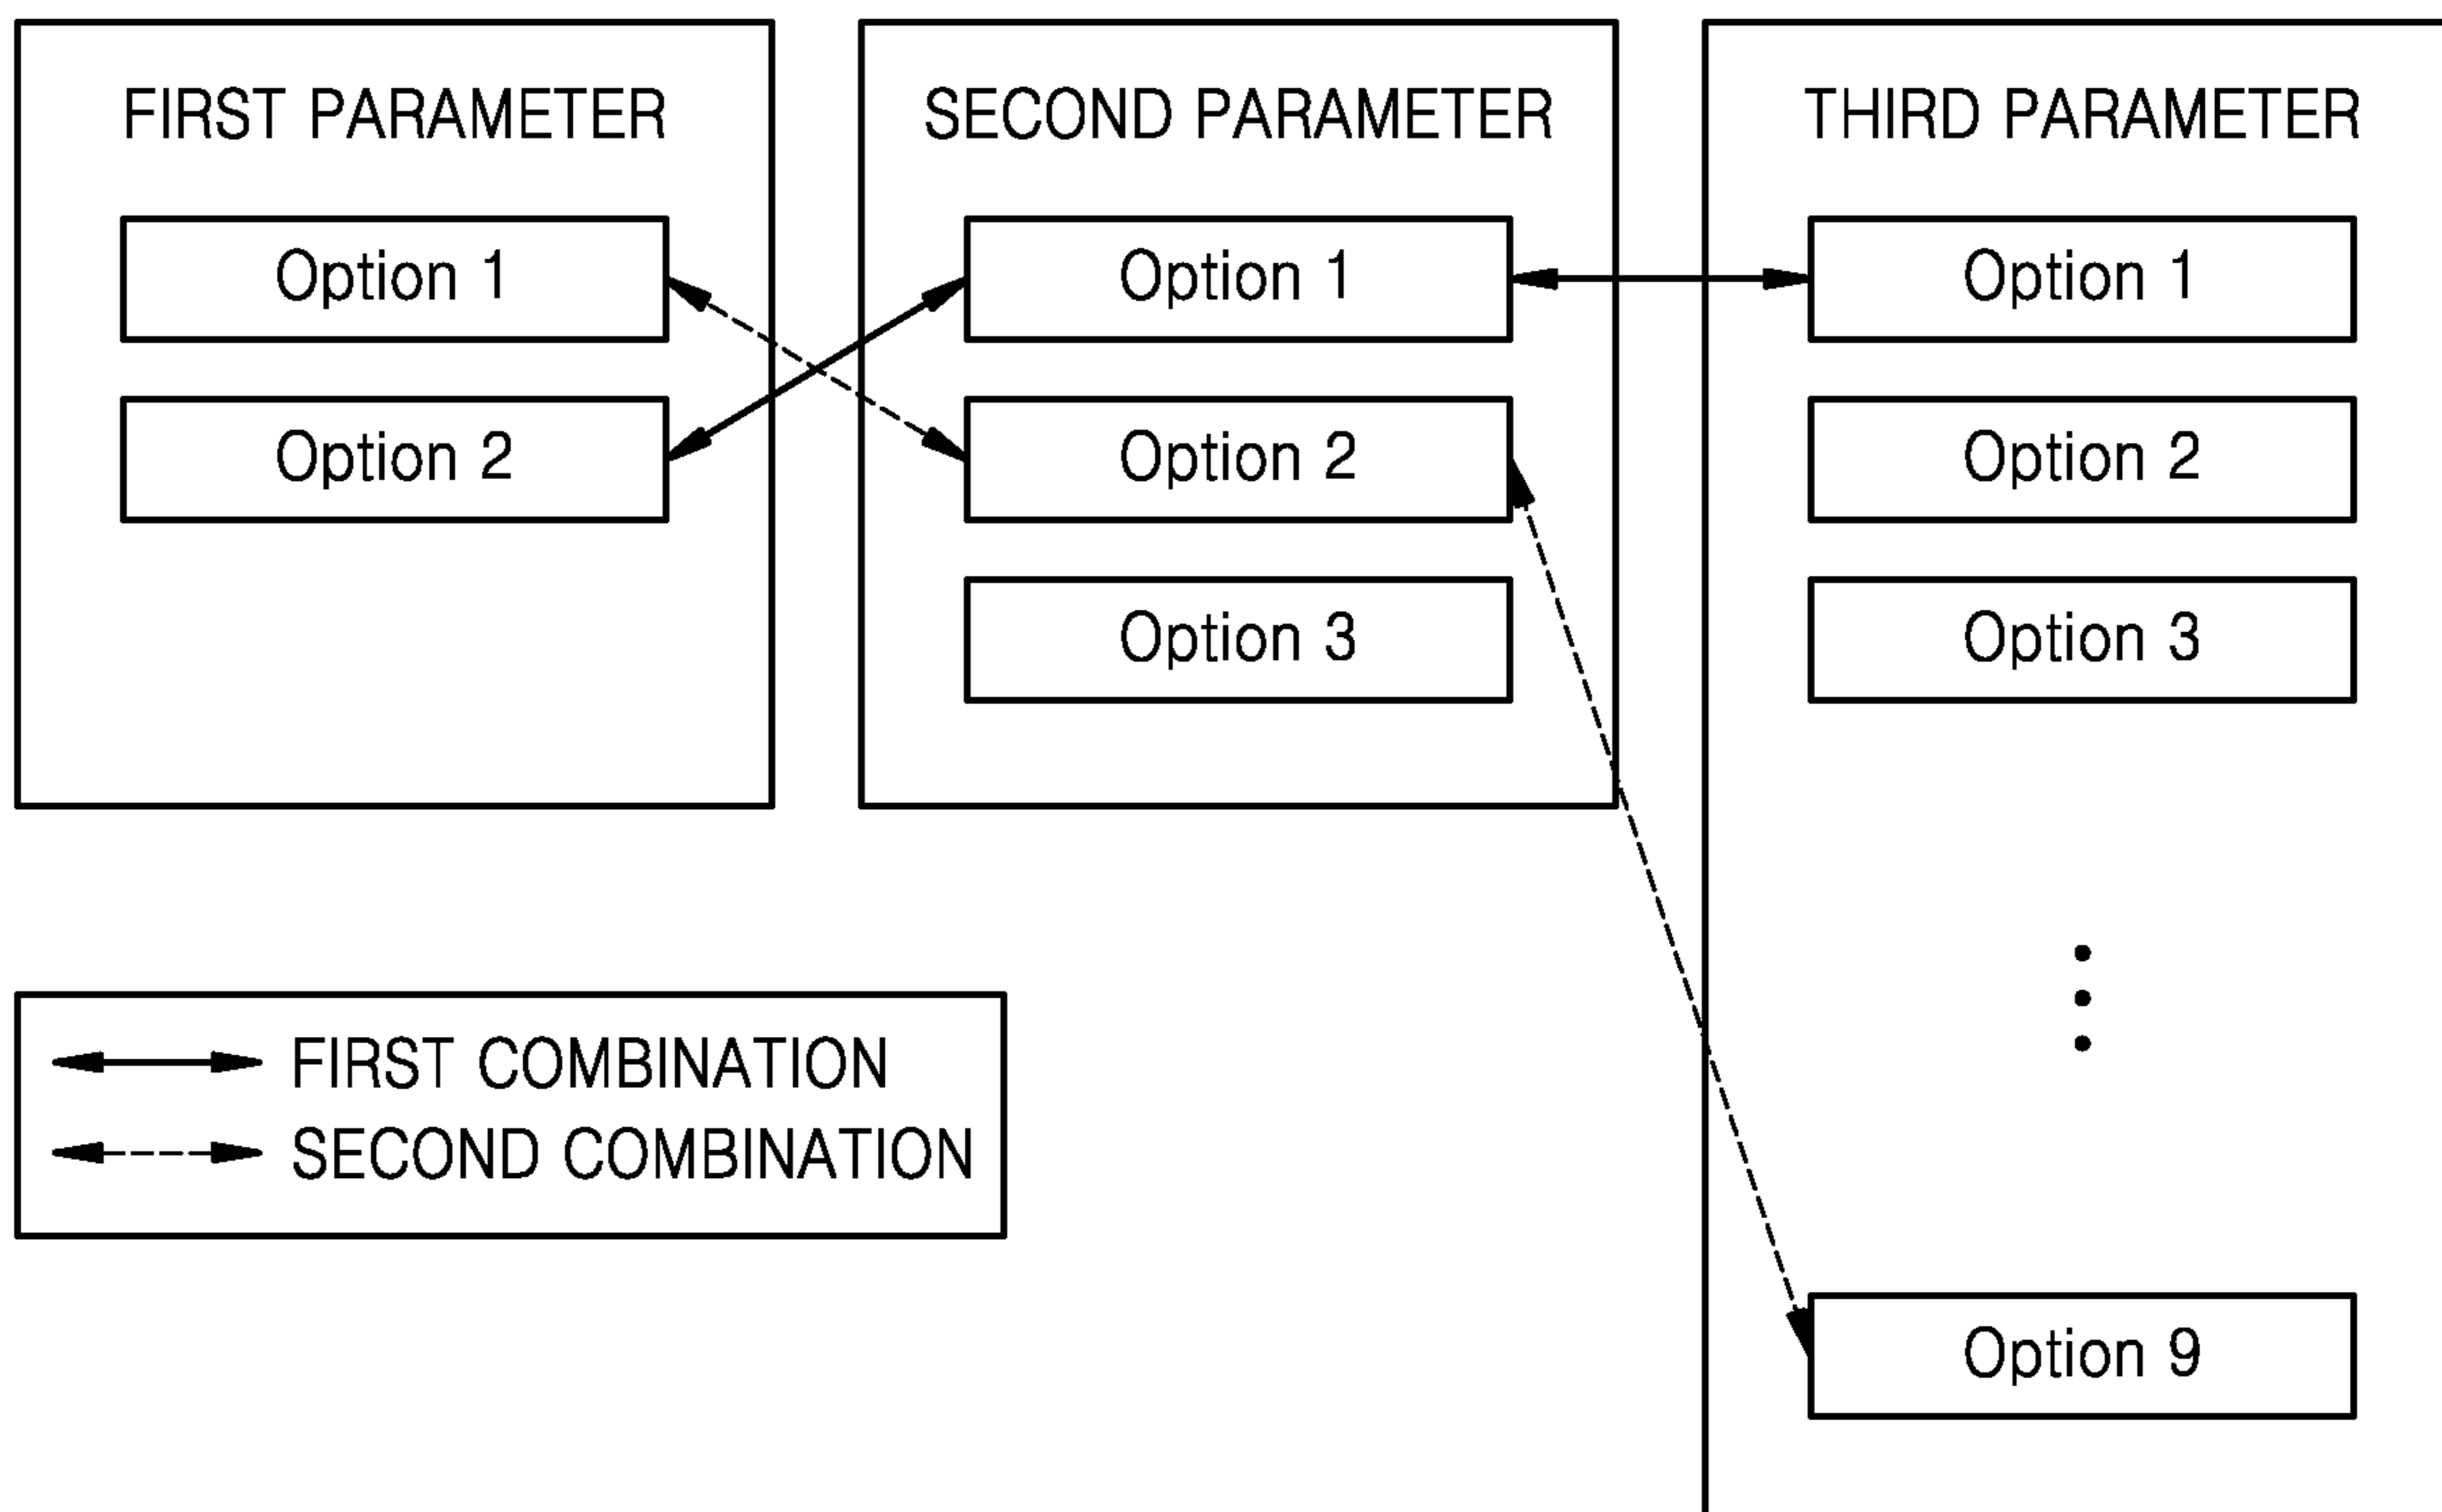 FIRST PARAMETER
Option 1
Option 2
SECOND PARAMETER
Option 1
Option 2
Option 3
THIRD PARAMETER
Option 1
Option 2
Option 3
Option 9
FIRST COMBINATION
SECOND COMBINATION